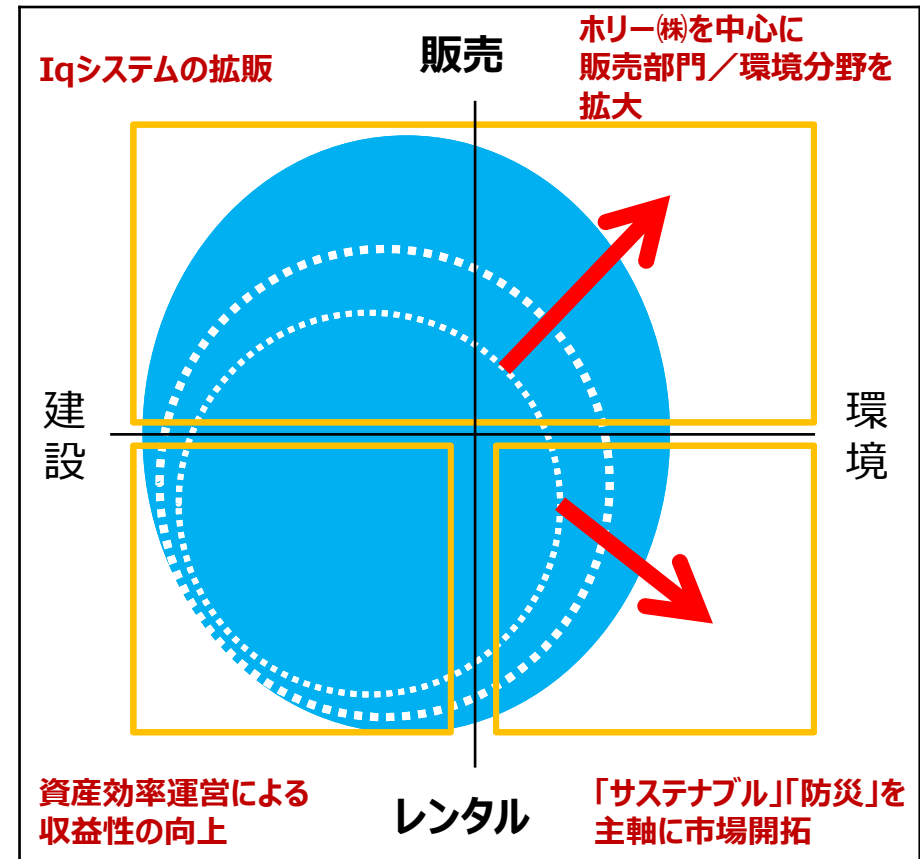 Iqシステムの拡販
販売
ホリー㈱を中心に
販売部門／環境分野を
拡大
建
設
環
境
資産効率運営による
収益性の向上
レンタル
「サステナブル」「防災」を
主軸に市場開拓